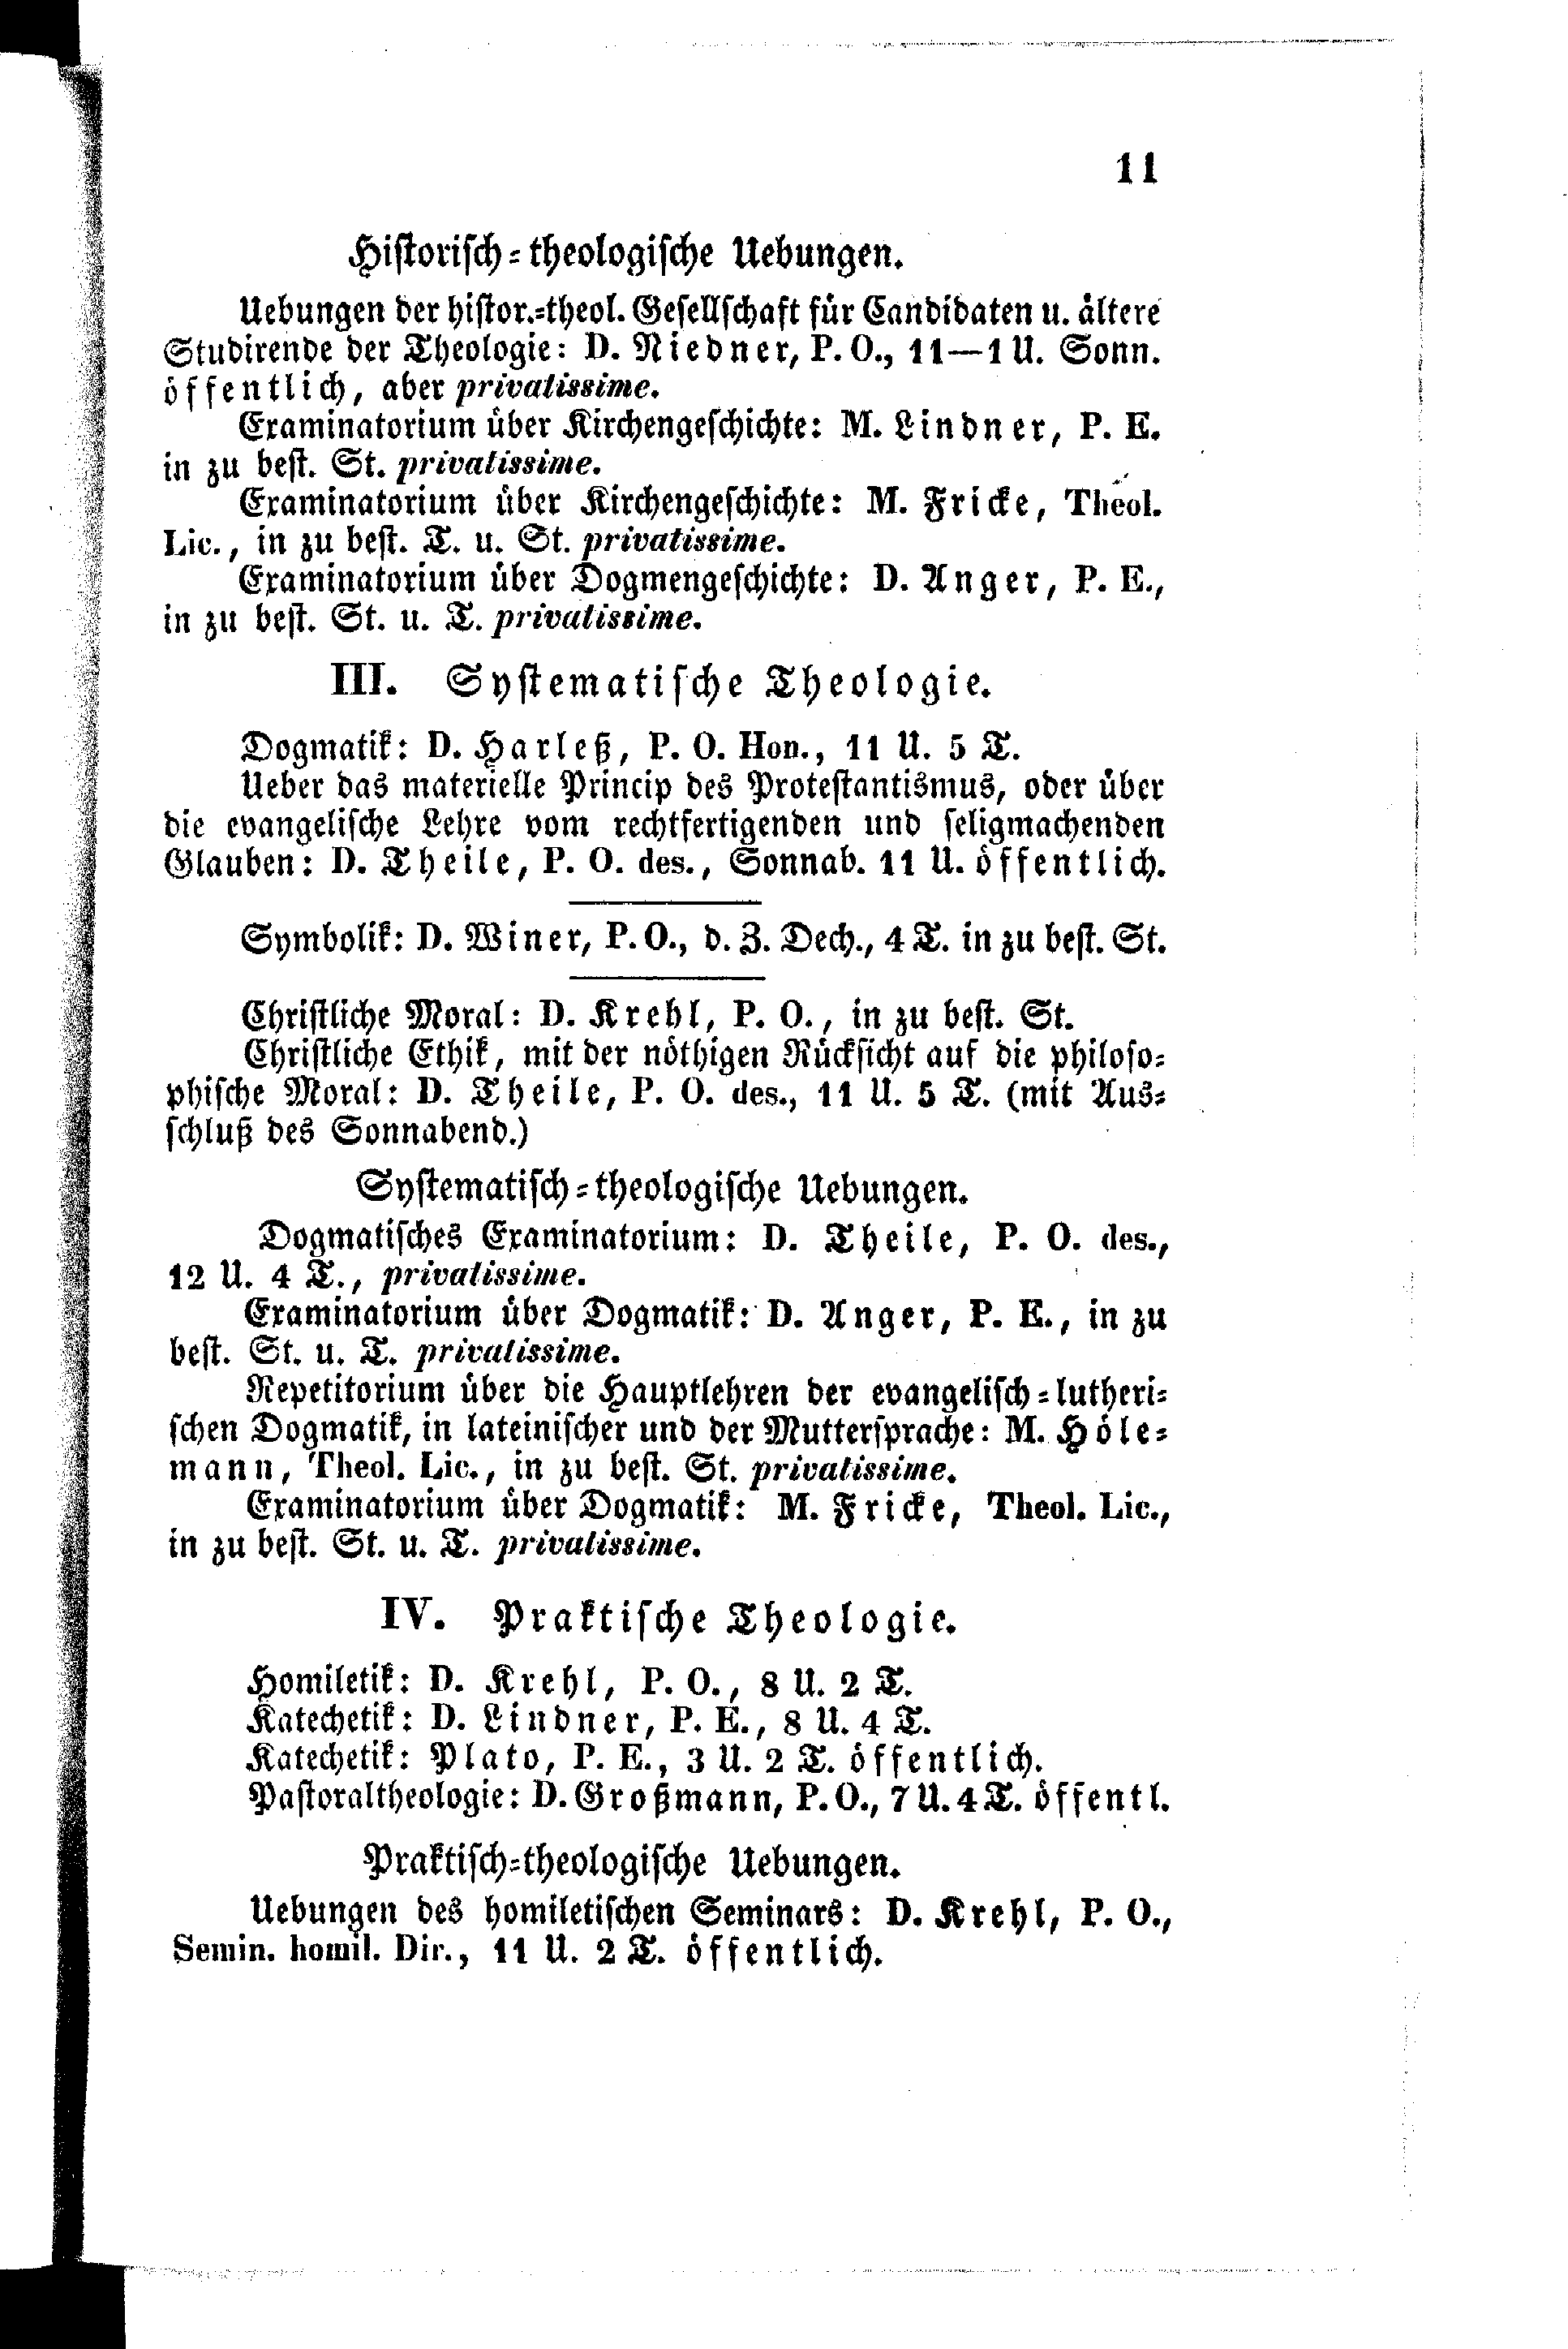 11
Historisch-theologische Uebungen.
Uebungen der histor.-theol. Gesellschaft für Candidaten u. ältere
Studirende der Theologie: D. Niedner, P. O., 11—1 U. Sonn.
öffentlich, aber privatissime.
Examinatorium über Kirchengeschichte: M. Lindner, P. E.
in zu best. St. privatissime.
Examinatorium über Kirchengeschichte: M. Fricke, Theol.
Lic., in zu best. T. u. St. privatissime.
Examinatorium über Dogmengeschichte: D. Anger, P. E.,
in zu best. St. u. T. privatissime.
III. Systematische Theologie.
Dogmatik: D. Harleß, P. O. Hon., 11 U. 5 T.
Ueber das materielle Princip des Protestantismus, oder über
die evangelische Lehre vom rechtfertigenden und seligmachenden
Glauben: D. Theile, P. O. des., Sonnab. 11 U. öffentlich.
Symbolik: D. Winer, P. O., d. Z. Dech., 4 T. in zu best. St.
Christliche Moral: D. Krehl, P. O., in zu best. St.
Christliche Ethik, mit der nöthigen Rücksicht auf die philoso-
phische Moral: D. Theile, P. O. des., 11 U. 5 T. (mit Aus-
schluß des Sonnabend.)
Systematisch-theologische Uebungen.
Dogmatisches Examinatorium: D. Theile, P. O. des.,
12 U. 4 T., privatissime.
Examinatorium über Dogmatik: D. Anger, P. E., in zu
best. St. u. T. privatissime.
Repetitorium über die Hauptlehren der evangelisch-lutheri-
schen Dogmatik, in lateinischer und der Muttersprache: M. Höle-
mann, Theol. Lic., in zu best. St. privatissime.
Examinatorium über Dogmatik: M. Fricke, Theol. Lic.,
in zu best. St. u. T. privatissime.
IV. Praktische Theologie.
Homiletik: D. Krehl, P. O., 8 U. 2 T.
Katechetik: D. Lindner, P. E., 8 U. 4 T.
Katechetik: Plato, P. E., 3 U. 2 T. öffentlich.
Pastoraltheologie: D. Großmann, P. O., 7 U. 4 T. öffentl.
Praktisch-theologische Uebungen.
Uebungen des homiletischen Seminars: D. Krehl, P. O.,
Semin. homil. Dir., 11 U. 2 T. öffentlich.